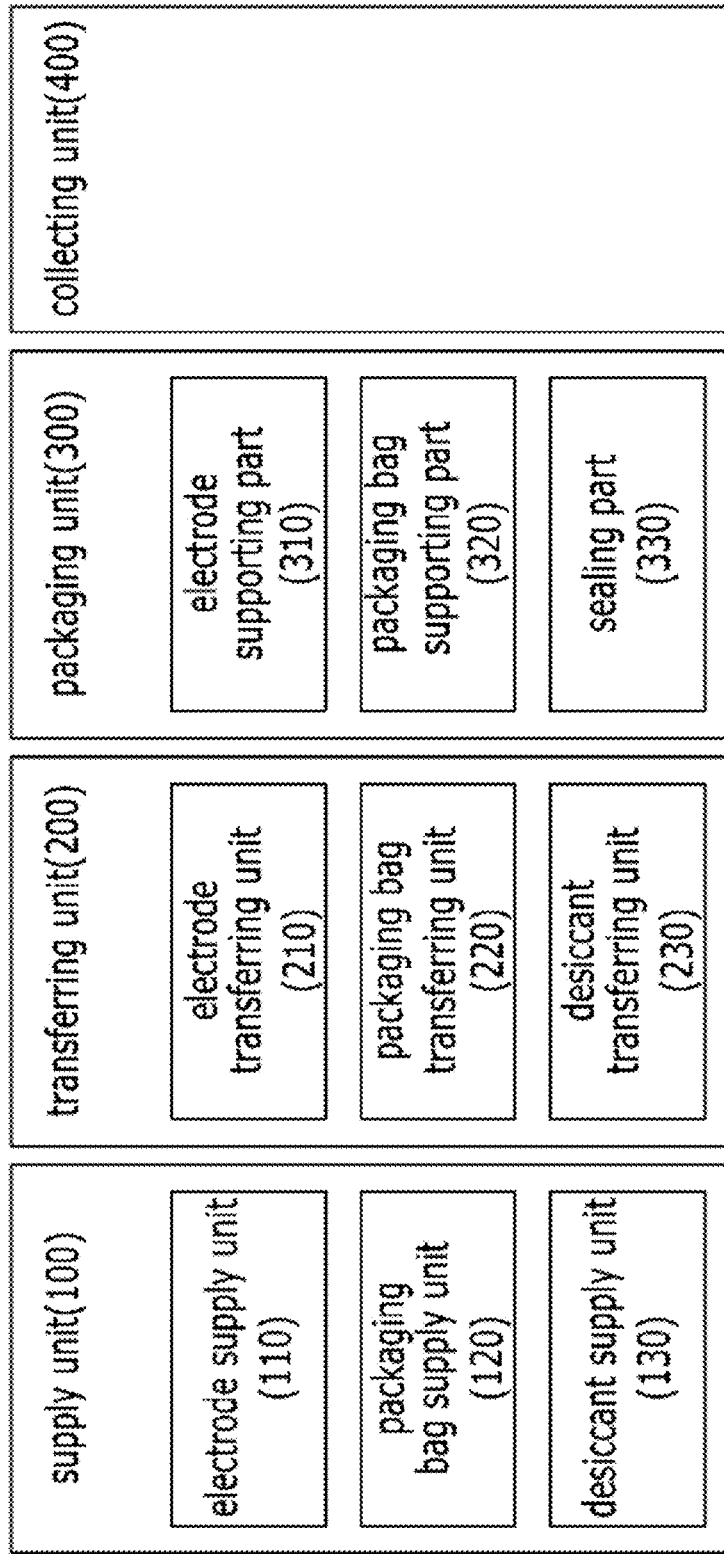 supply unit(100)
electrode supply unit
(110)
packaging
bag supply unit
(120)
desiccant supply unit
(130)
transferring unit(200)
electrode
transferring unit
(210)
packaging bag
transferring unit
(220)
desiccant
transferring unit
(230)
packaging unit(300)
electrode
supporting part
(310)
packaging bag
supporting part
(320)
sealing part
(330)
collecting unit(400)